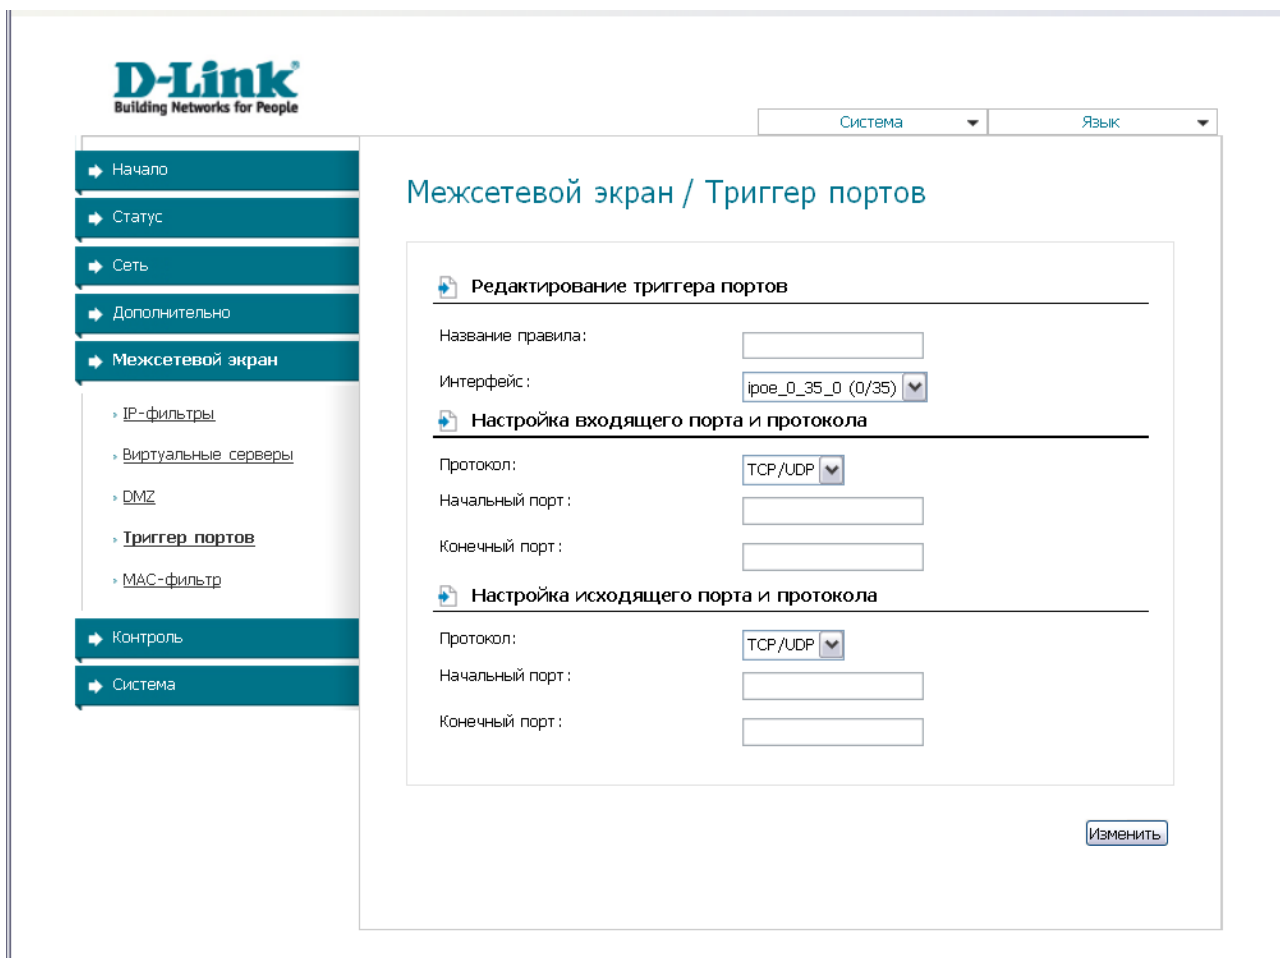 D-Link®
Building Networks for People
Система Язык
Начало
Статус
Сеть
Дополнительно
Межсетевой экран
IP-фильтры
Виртуальные серверы
DMZ
Триггер портов
MAC-фильтр
Контроль
Система
Межсетевой экран / Триггер портов
Редактирование триггера портов
Название правила:
Интерфейс: ipoe_0_35_0 (0/35)
Настройка входящего порта и протокола
Протокол: TCP/UDP
Начальный порт:
Конечный порт:
Настройка исходящего порта и протокола
Протокол: TCP/UDP
Начальный порт:
Конечный порт:
Изменить